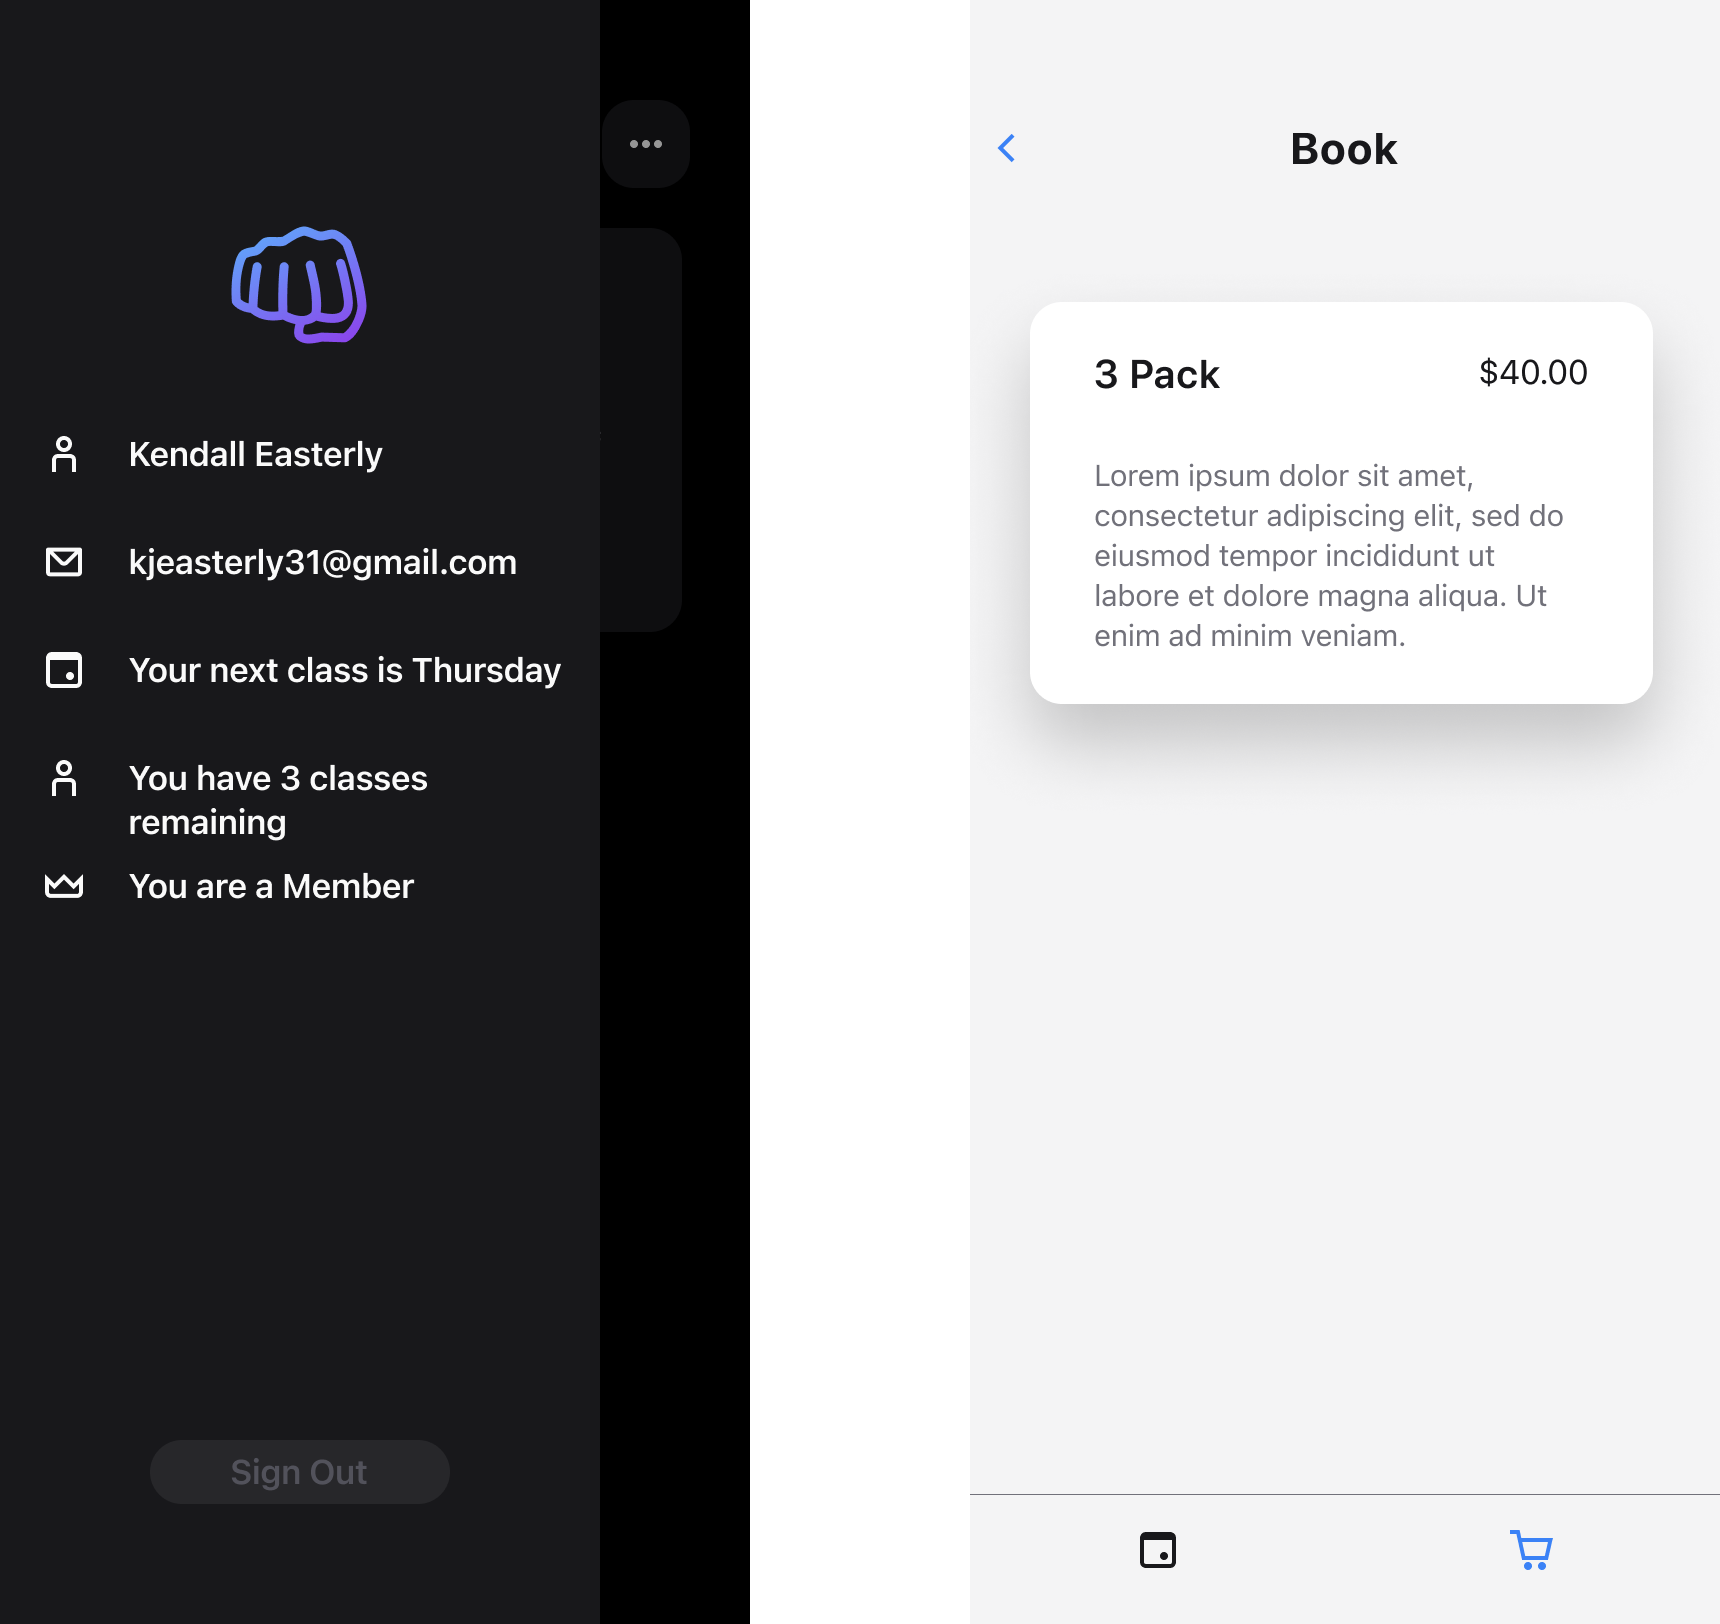 Kendall Easterly
kjeasterly31@gmail.com
Your next class is Thursday
You have 3 classes
remaining
You are a Member
Sign Out
Book
3 Pack $40.00
Lorem ipsum dolor sit amet,
consectetur adipiscing elit, sed do
eiusmod tempor incididunt ut
labore et dolore magna aliqua. Ut
enim ad minim veniam.